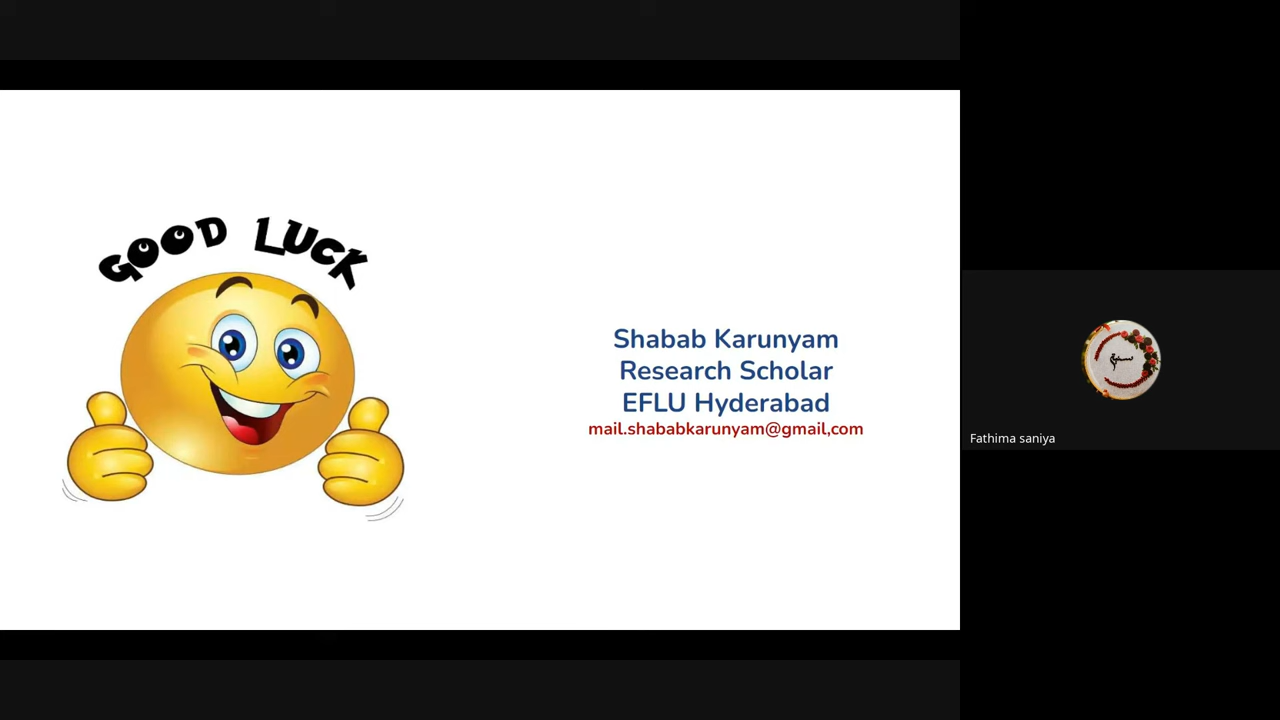 GOOD LUCK
Shabab Karunyam
Research Scholar
EFLU Hyderabad
mail.shababkarunyam@gmail,com
Fathima saniya